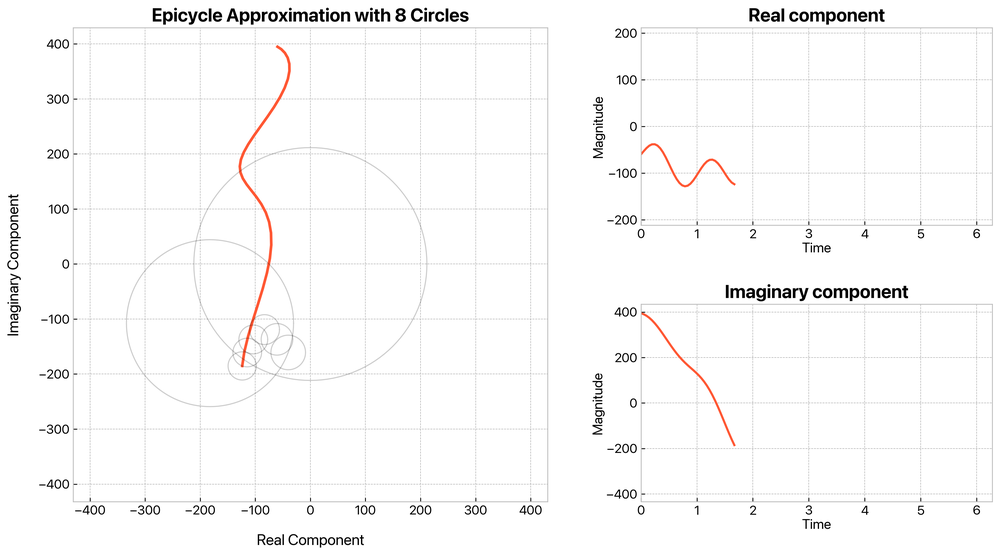 Epicycle Approximation with 8 Circles
Imaginary Component
400
300
200
100
0
−100
−200
−300
−400
−400 −300 −200 −100 0 100 200 300 400
Real Component
Real component
Magnitude
200
100
0
−100
−200
0 1 2 3 4 5 6
Time
Imaginary component
Magnitude
400
200
0
−200
−400
0 1 2 3 4 5 6
Time